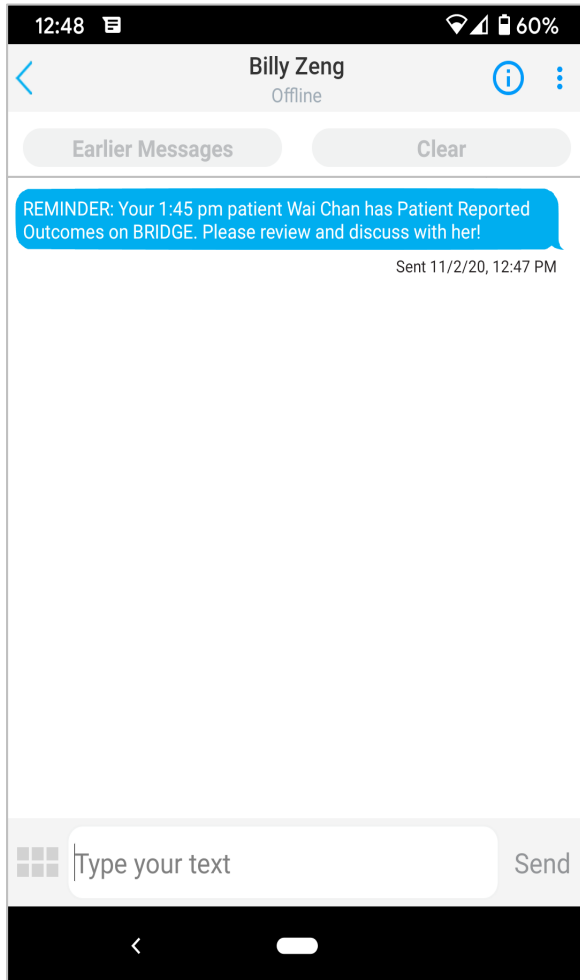 12:48 60%
Billy Zeng
Offline
Earlier Messages Clear
REMINDER: Your 1:45 pm patient Wai Chan has Patient Reported
Outcomes on BRIDGE. Please review and discuss with her!
Sent 11/2/20, 12:47 PM
Type your text Send